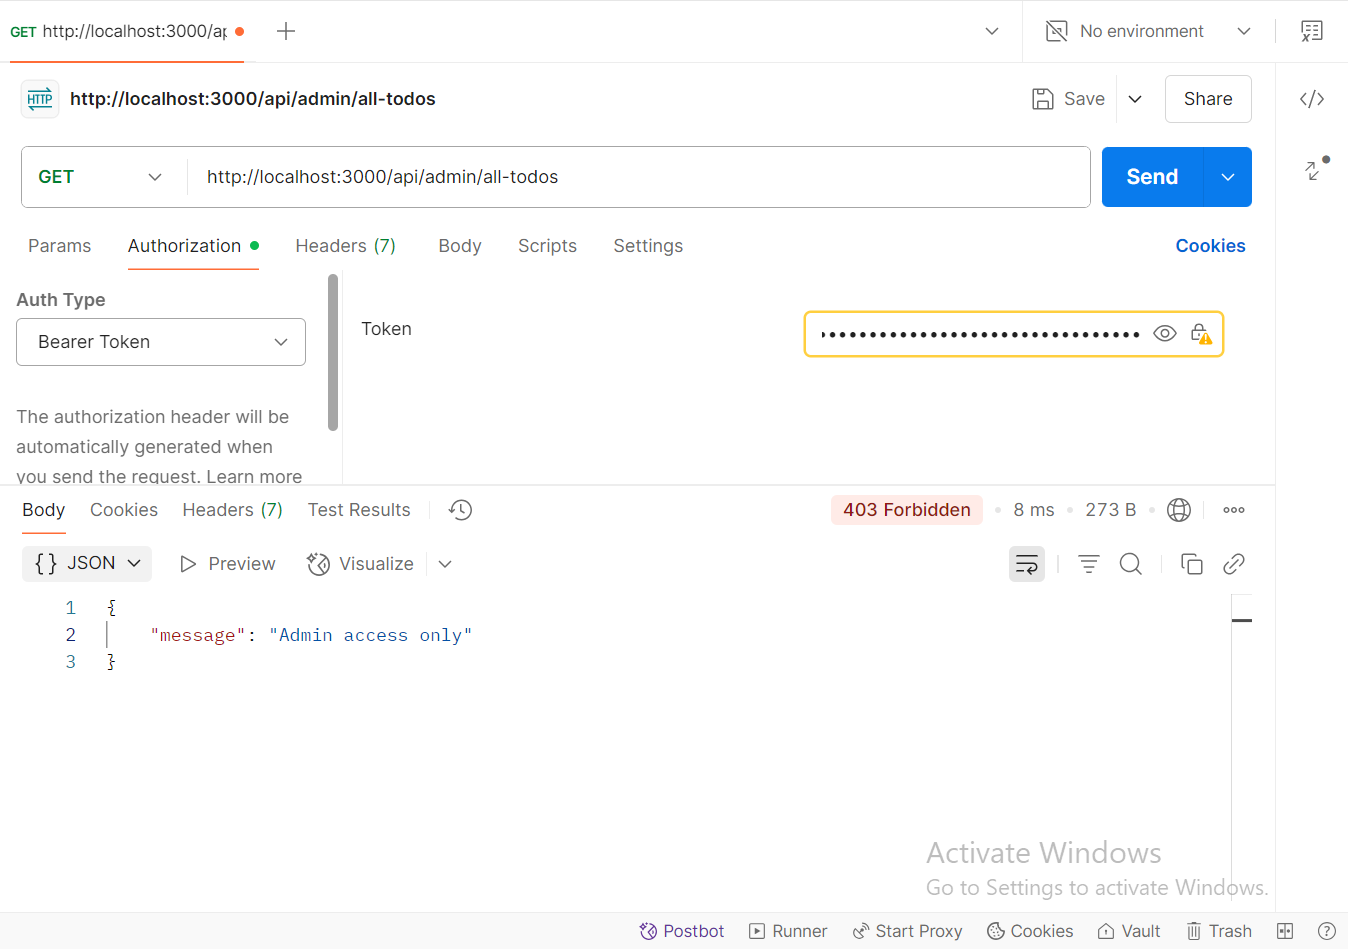 GET http://localhost:3000/ap
No environment
HTTP http://localhost:3000/api/admin/all-todos
Save
Share
GET http://localhost:3000/api/admin/all-todos
Send
Params Authorization Headers (7) Body Scripts Settings
Cookies
Auth Type
Bearer Token
Token
The authorization header will be
automatically generated when
you send the request. Learn more
Body Cookies Headers (7) Test Results
403 Forbidden 8 ms 273 B
{} JSON Preview Visualize
1 {
2 "message": "Admin access only"
3 }
Activate Windows
Go to Settings to activate Windows.
Postbot Runner Start Proxy Cookies Vault Trash